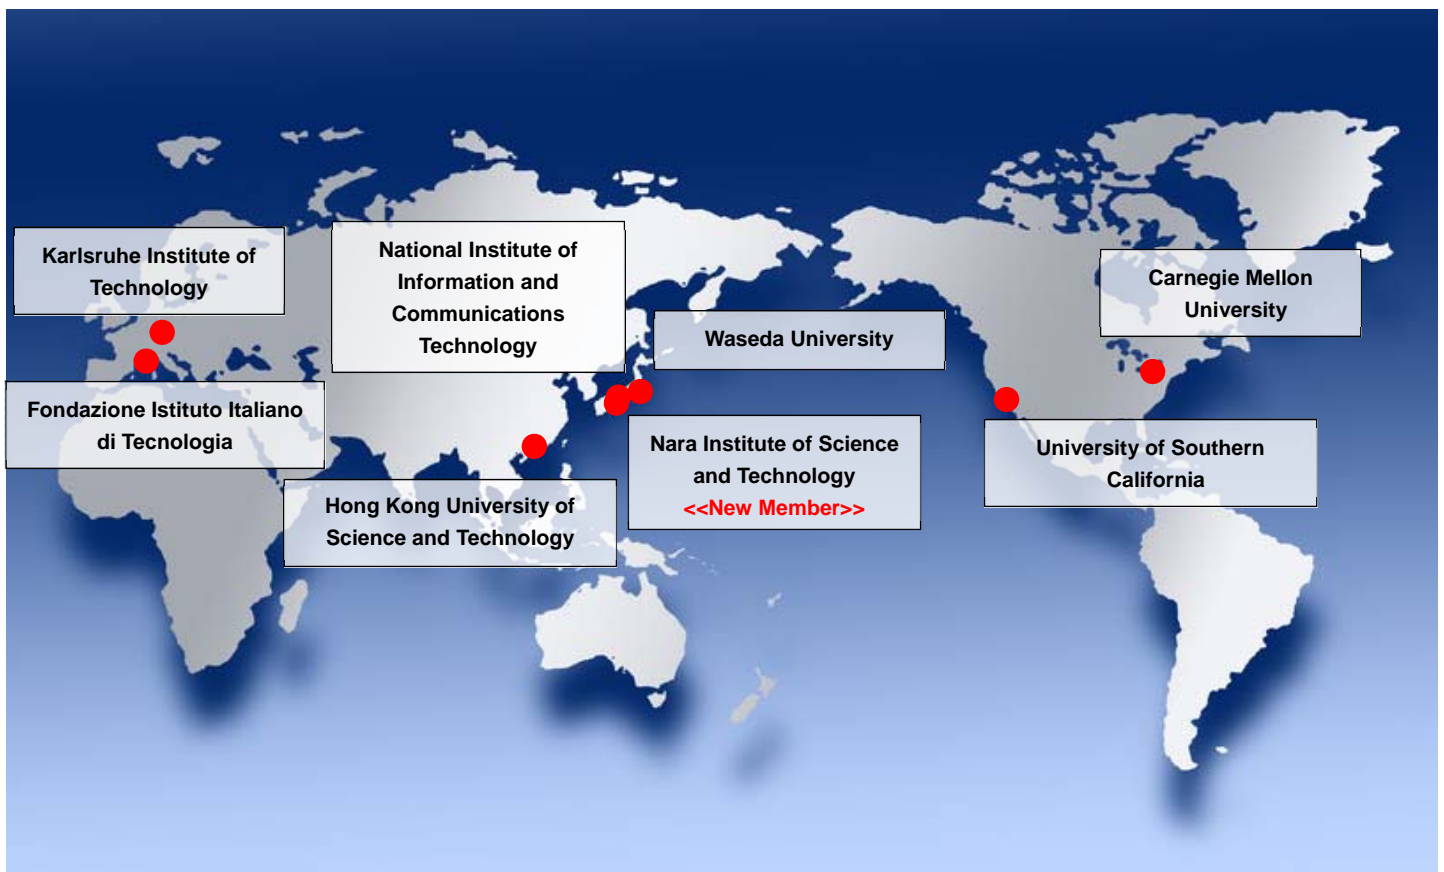 Karlsruhe Institute of
Technology
National Institute of
Information and
Communications
Technology
Carnegie Mellon
University
Waseda University
Fondazione Istituto Italiano
di Tecnologia
Nara Institute of Science
and Technology
<<New Member>>
University of Southern
California
Hong Kong University of
Science and Technology